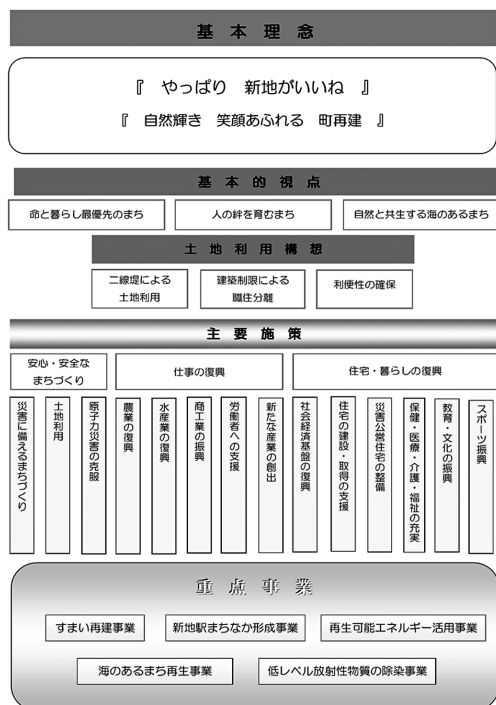 基本理念
『 やっぱり 新地がいいね 』
『 自然輝き 笑顔あふれる 町再建 』
基本的視点
命と暮らし最優先のまち
人の絆を育むまち
自然と共生する海のあるまち
土地利用構想
二線堤による
土地利用
建築制限による
職住分離
利便性の確保
主要施策
安心・安全な
まちづくり
仕事の復興
住宅・暮らしの復興
災害に備えるまちづくり
土地利用
原子力災害の克服
農業の復興
水産業の復興
商工業の振興
労働者への支援
新たな産業の創出
社会経済基盤の復興
住宅の建設・取得の支援
災害公営住宅の整備
保健・医療・介護・福祉の充実
教育・文化の振興
スポーツ振興
重点事業
すまい再建事業
新地駅まちなか形成事業
再生可能エネルギー活用事業
海のあるまち再生事業
低レベル放射性物質の除染事業